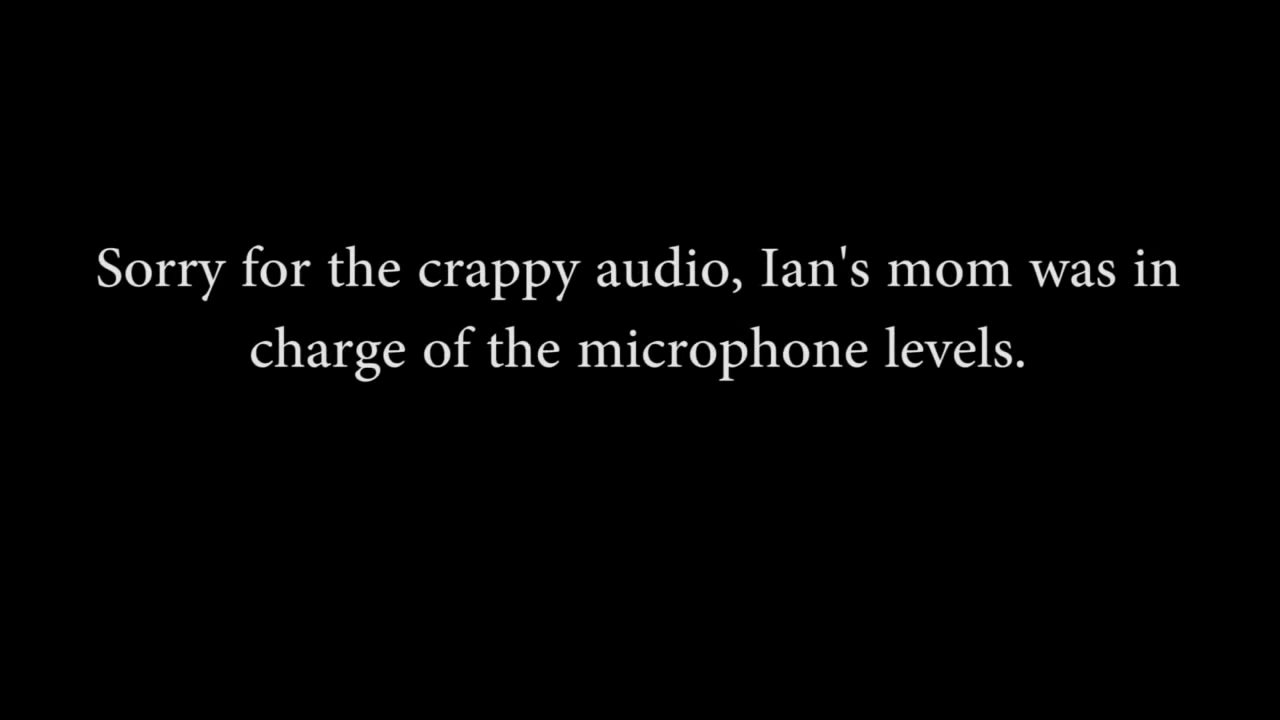 Sorry for the crappy audio, Ian's mom was in
charge of the microphone levels.